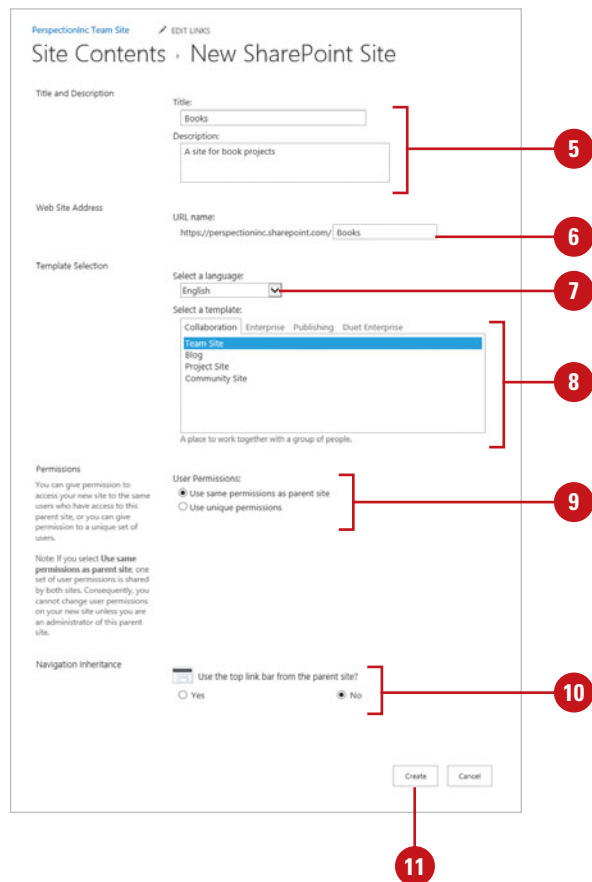 PerspectionInc Team Site EDIT LINKS
Site Contents › New SharePoint Site
Title and Description
Title:
Books
Description:
A site for book projects
5
Web Site Address
URL name:
https://perspectioninc.sharepoint.com/ Books
6
Template Selection
Select a language:
English
7
Select a template:
Collaboration Enterprise Publishing Duet Enterprise
Team Site
Blog
Project Site
Community Site
8
A place to work together with a group of people.
Permissions
You can give permission to
access your new site to the same
users who have access to this
parent site, or you can give
permission to a unique set of
users.
Note: If you select Use same
permissions as parent site, one
set of user permissions is shared
by both sites. Consequently, you
cannot change user permissions
on your new site unless you are
an administrator of this parent
site.
User Permissions:
Use same permissions as parent site
Use unique permissions
9
Navigation Inheritance
Use the top link bar from the parent site?
Yes No
10
Create Cancel
11